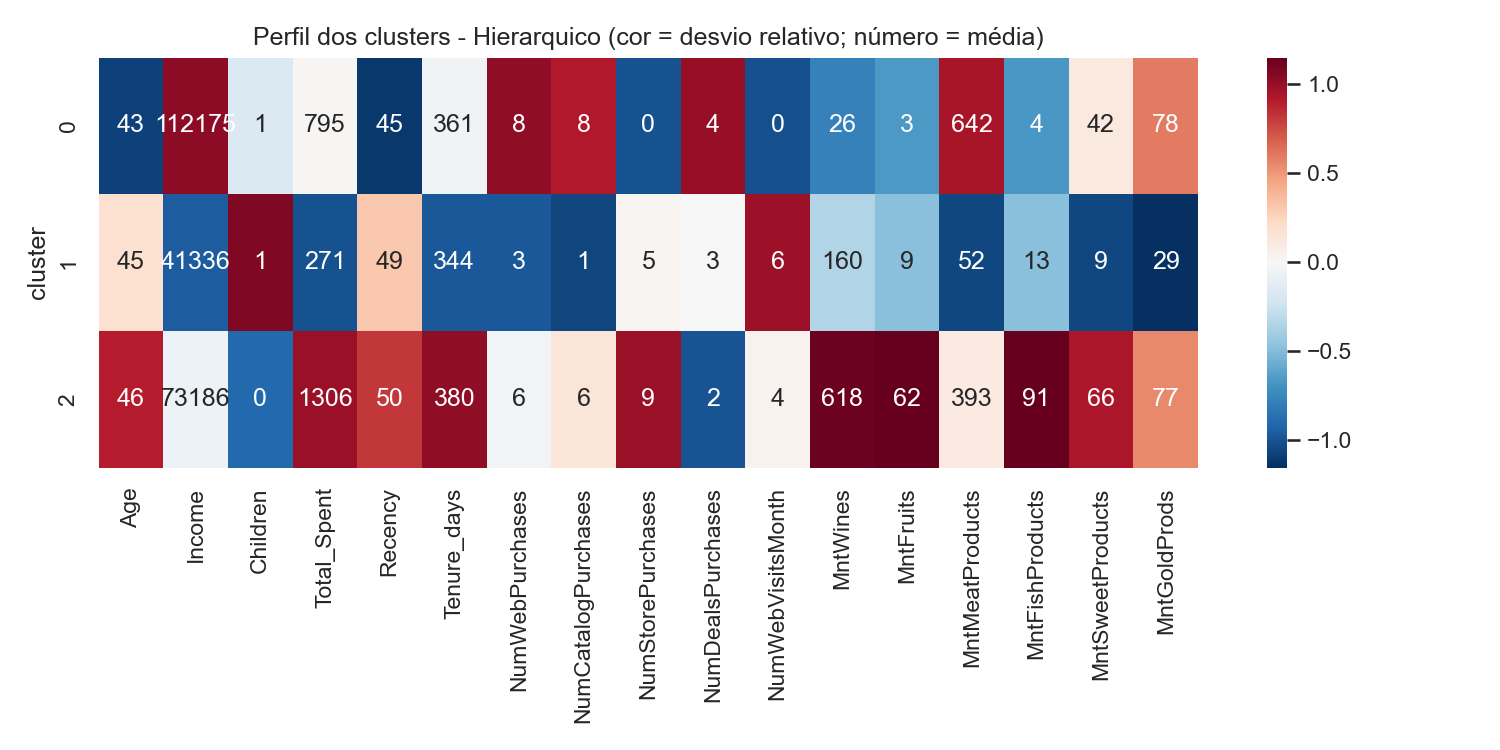 Perfil dos clusters - Hierarquico (cor = desvio relativo; número = média)
cluster
0
43 112175 1 795 45 361 8 8 0 4 0 26 3 642 4 42 78
1
45 41336 1 271 49 344 3 1 5 3 6 160 9 52 13 9 29
2
46 73186 0 1306 50 380 6 6 9 2 4 618 62 393 91 66 77
Age
Income
Children
Total_Spent
Recency
Tenure_days
NumWebPurchases
NumCatalogPurchases
NumStorePurchases
NumDealsPurchases
NumWebVisitsMonth
MntWines
MntFruits
MntMeatProducts
MntFishProducts
MntSweetProducts
MntGoldProds
1.0
0.5
0.0
−0.5
−1.0